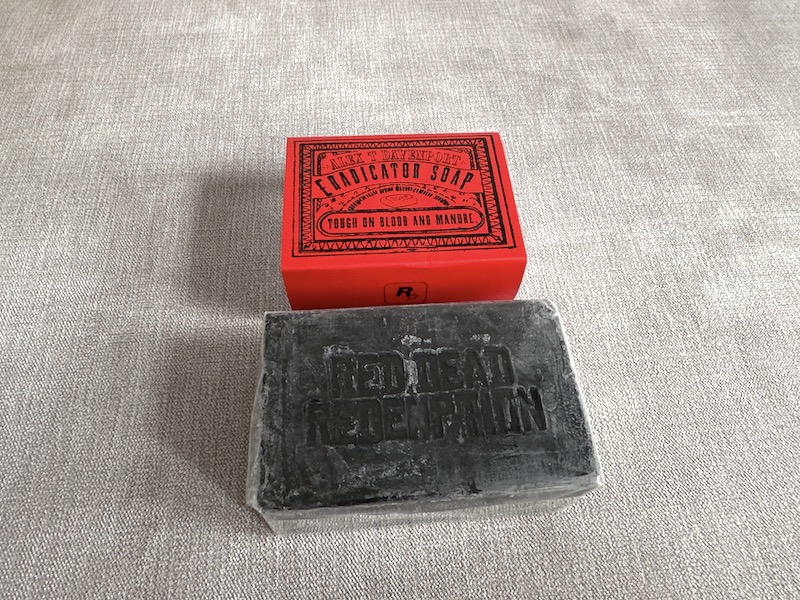 ALEX T DAVENPORT
ERADICATOR SOAP
TOUGH ON BLOOD AND MANURE
R
RED DEAD
REDEMPTION